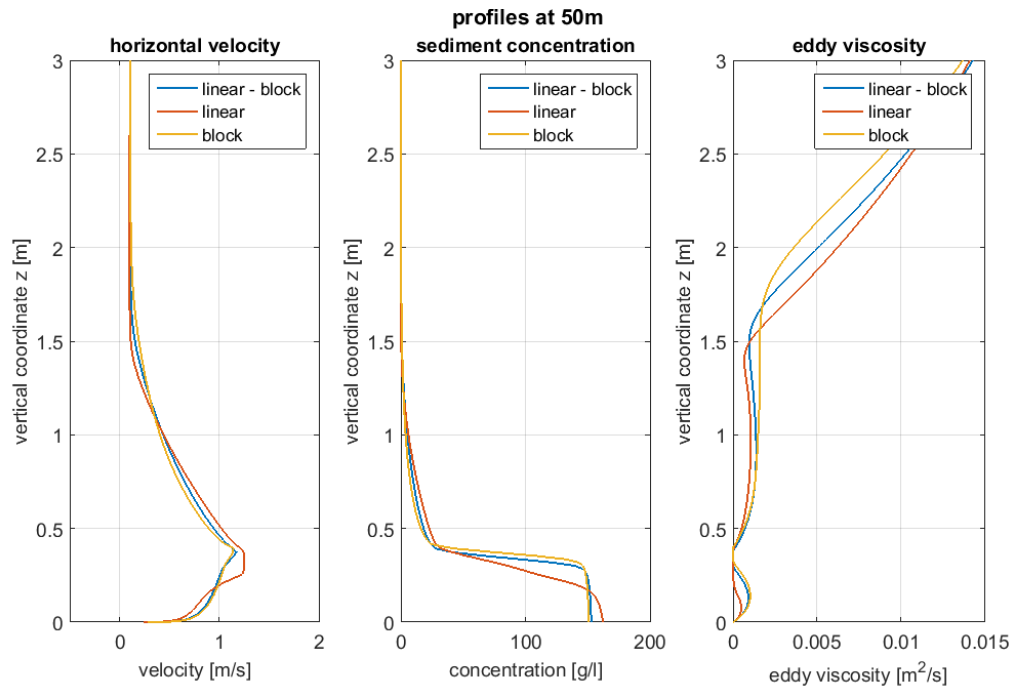 profiles at 50m
horizontal velocity
sediment concentration
eddy viscosity
3
2.5
2
1.5
1
0.5
0
vertical coordinate z [m]
linear - block
linear
block
0
1
2
velocity [m/s]
3
2.5
2
1.5
1
0.5
0
vertical coordinate z [m]
linear - block
linear
block
0
100
200
concentration [g/l]
3
2.5
2
1.5
1
0.5
0
vertical coordinate z [m]
linear - block
linear
block
0
0.005
0.01
0.015
eddy viscosity [m²/s]